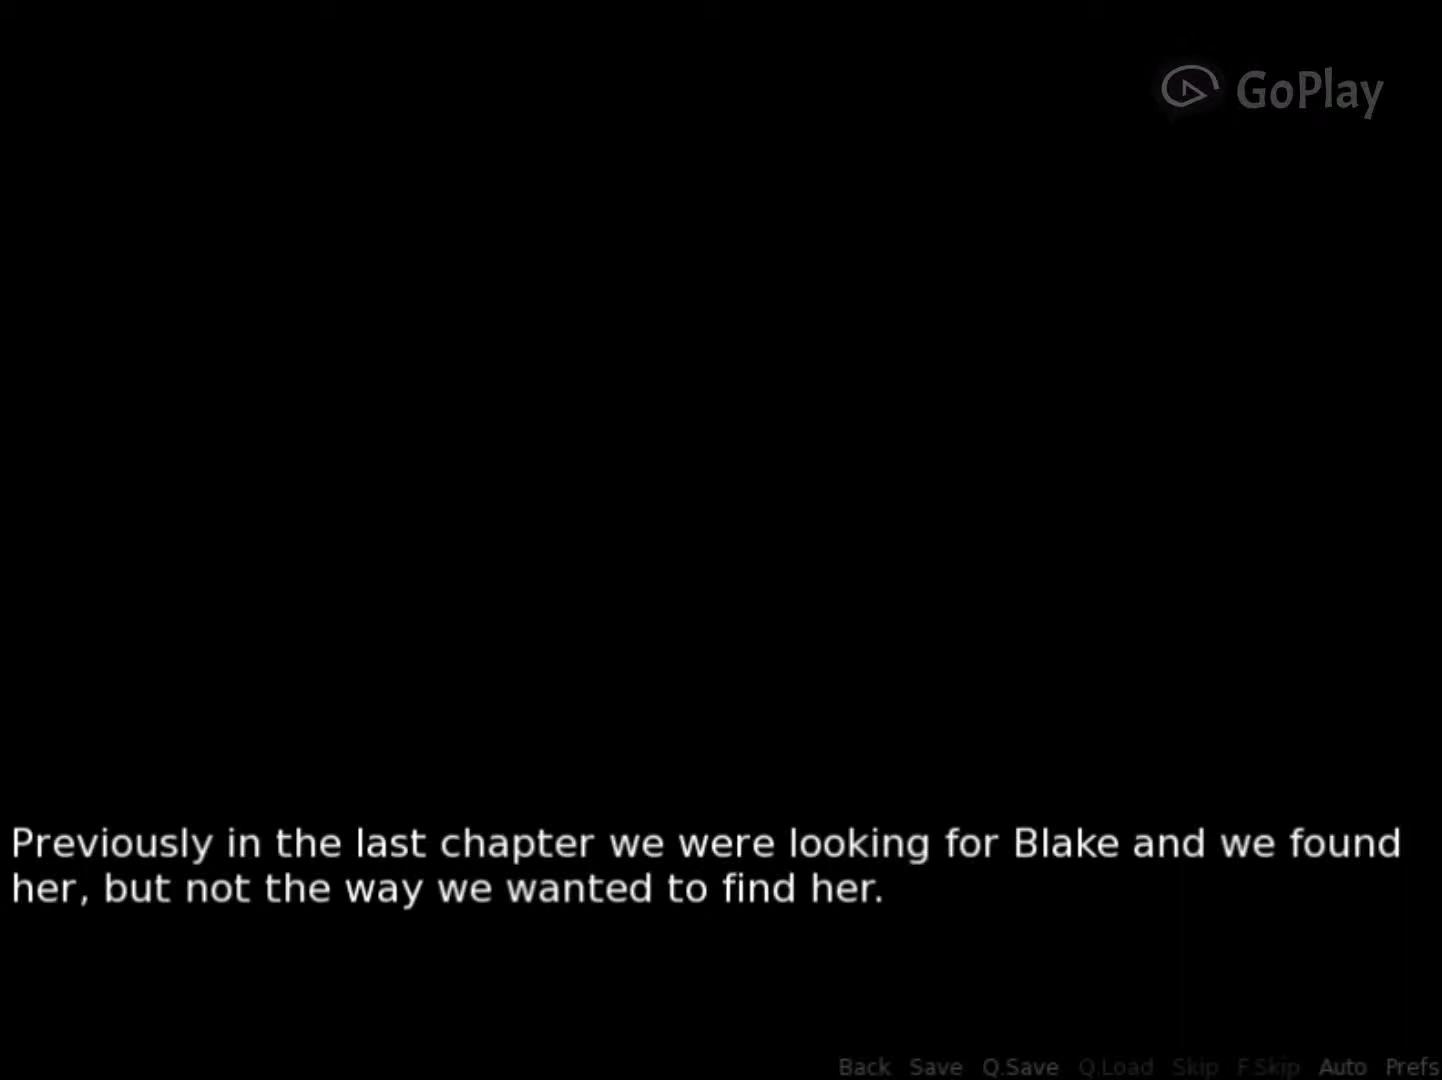 GoPlay
Previously in the last chapter we were looking for Blake and we found
her, but not the way we wanted to find her.
Back Save Q.Save Q.Load Skip F.Skip Auto Prefs